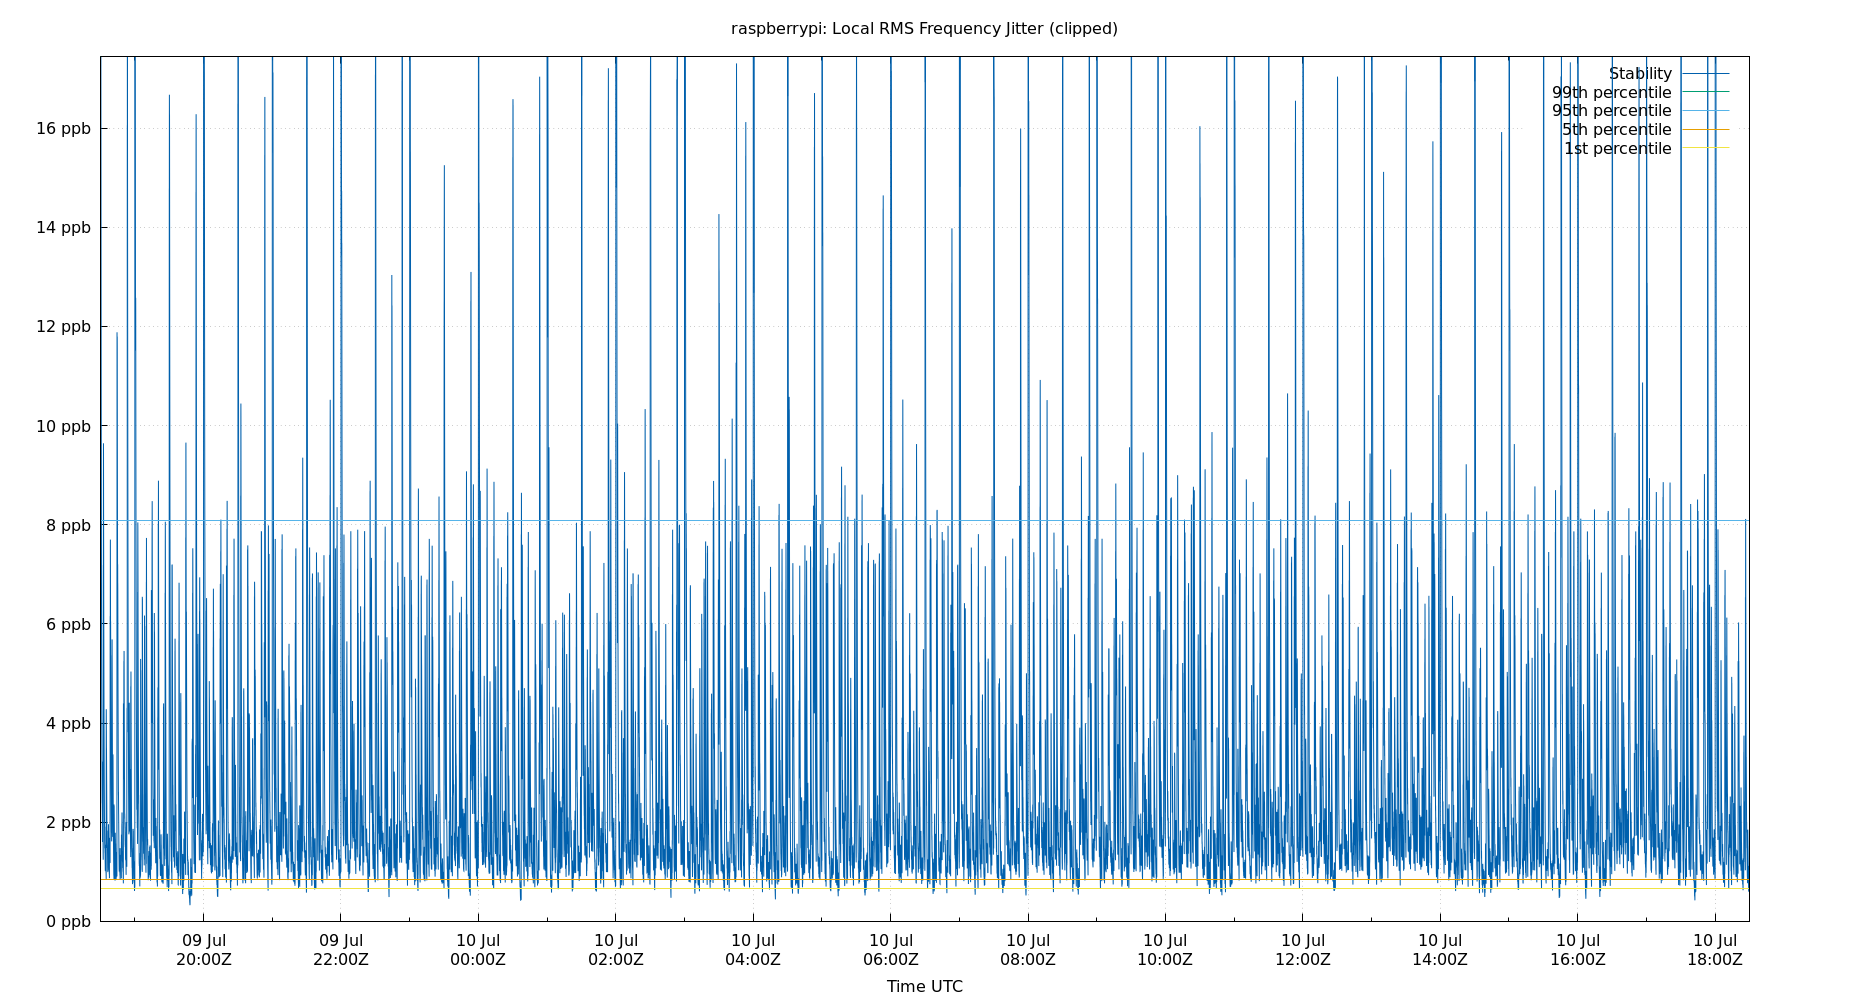 raspberrypi: Local RMS Frequency Jitter (clipped)
Stability
99th percentile
95th percentile
5th percentile
1st percentile
16 ppb
14 ppb
12 ppb
10 ppb
8 ppb
6 ppb
4 ppb
2 ppb
0 ppb
09 Jul 09 Jul 10 Jul 10 Jul 10 Jul 10 Jul 10 Jul 10 Jul 10 Jul 10 Jul 10 Jul 10 Jul
20:00Z 22:00Z 00:00Z 02:00Z 04:00Z 06:00Z 08:00Z 10:00Z 12:00Z 14:00Z 16:00Z 18:00Z
Time UTC